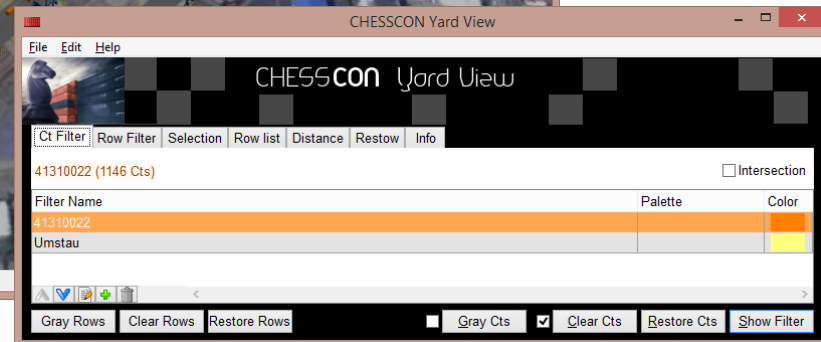 CHESSCON Yard View
File Edit Help
CHESSCON Yard View
Ct Filter Row Filter Selection Row list Distance Restow Info
41310022 (1146 Cts) Intersection
Filter Name Palette Color
41310022
Umstau
Gray Rows Clear Rows Restore Rows Gray Cts Clear Cts Restore Cts Show Filter